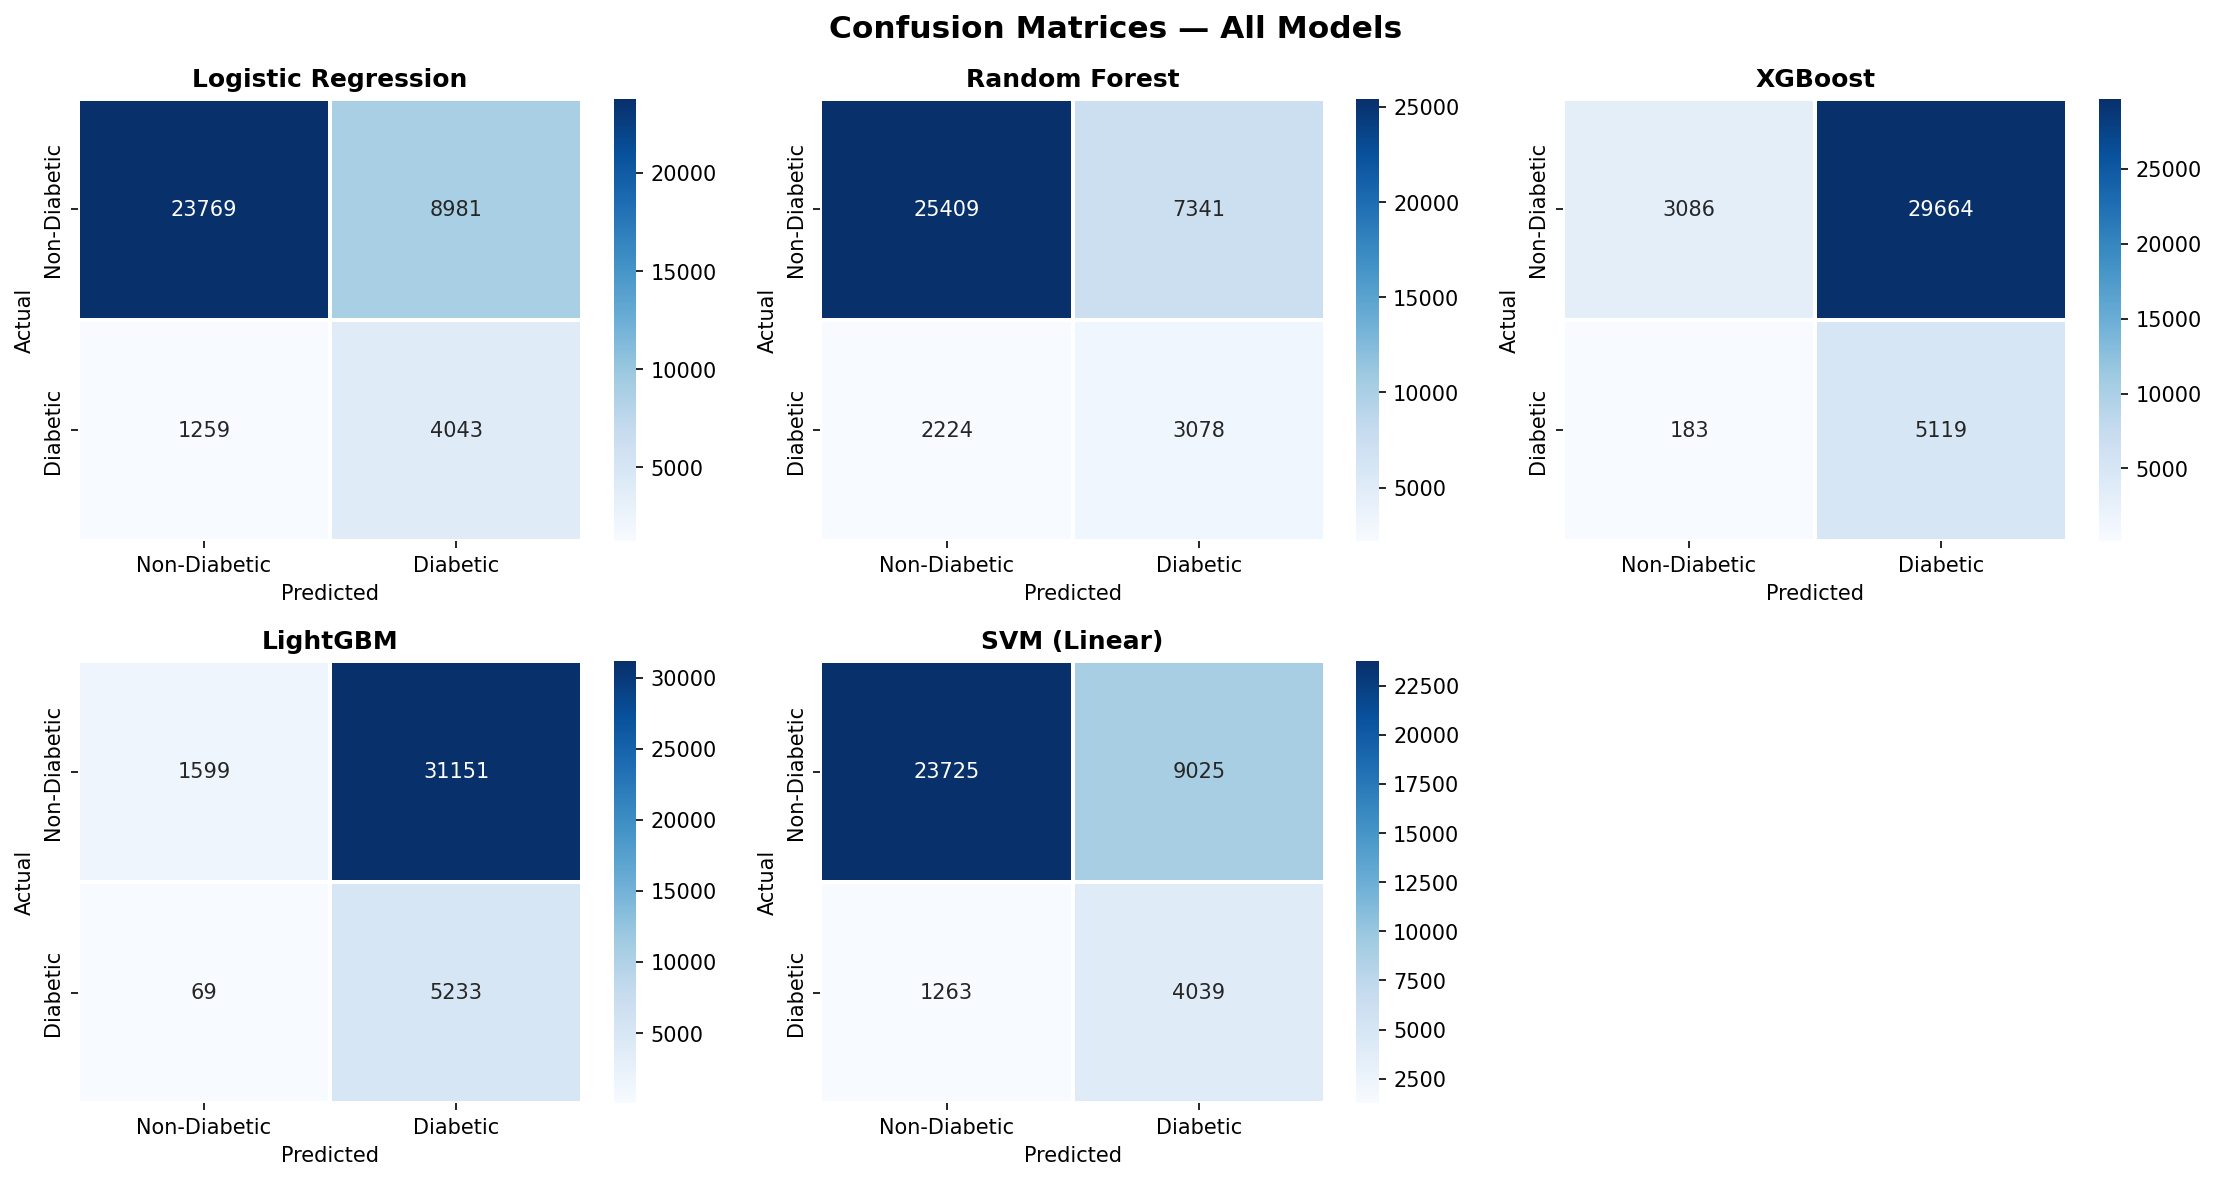 Confusion Matrices — All Models
Logistic Regression
Non-Diabetic
Diabetic
Actual
23769
8981
1259
4043
Non-Diabetic
Diabetic
Predicted
20000
15000
10000
5000
Random Forest
Non-Diabetic
Diabetic
Actual
25409
7341
2224
3078
Non-Diabetic
Diabetic
Predicted
25000
20000
15000
10000
5000
XGBoost
Non-Diabetic
Diabetic
Actual
3086
29664
183
5119
Non-Diabetic
Diabetic
Predicted
25000
20000
15000
10000
5000
LightGBM
Non-Diabetic
Diabetic
Actual
1599
31151
69
5233
Non-Diabetic
Diabetic
Predicted
30000
25000
20000
15000
10000
5000
SVM (Linear)
Non-Diabetic
Diabetic
Actual
23725
9025
1263
4039
Non-Diabetic
Diabetic
Predicted
22500
20000
17500
15000
12500
10000
7500
5000
2500